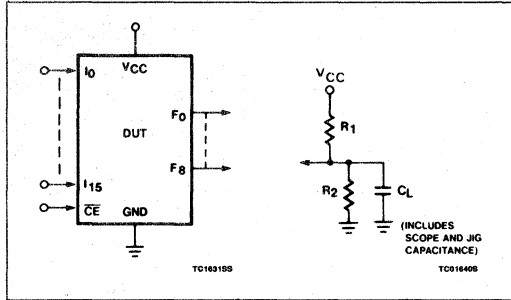 VCC
I0
F0
DUT
F8
I15
CE GND
TC1631SS
VCC
R1
R2
CL
(INCLUDES
SCOPE AND JIG
CAPACITANCE)
TC01640S